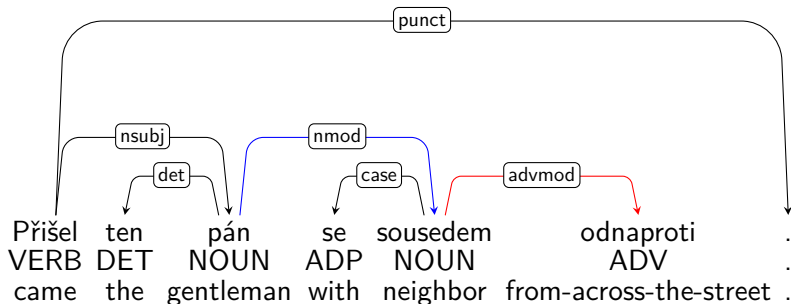 punct
nsubj nmod
det case advmod
Přišel ten pán se sousedem odnaproti .
VERB DET NOUN ADP NOUN ADV .
came the gentleman with neighbor from-across-the-street .